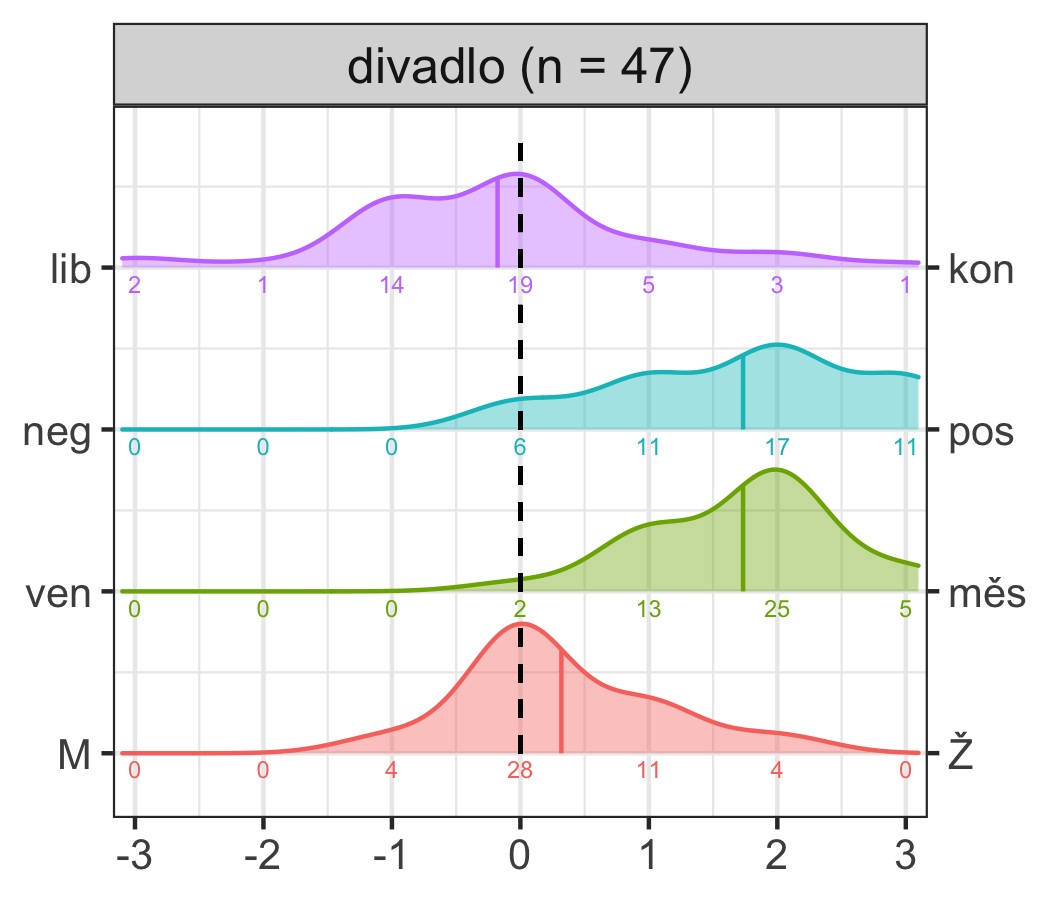 divadlo (n = 47)
lib kon
2 1 14 19 5 3 1
neg pos
0 0 0 6 11 17 11
ven měs
0 0 0 2 13 25 5
M Ž
0 0 4 28 11 4 0
-3 -2 -1 0 1 2 3